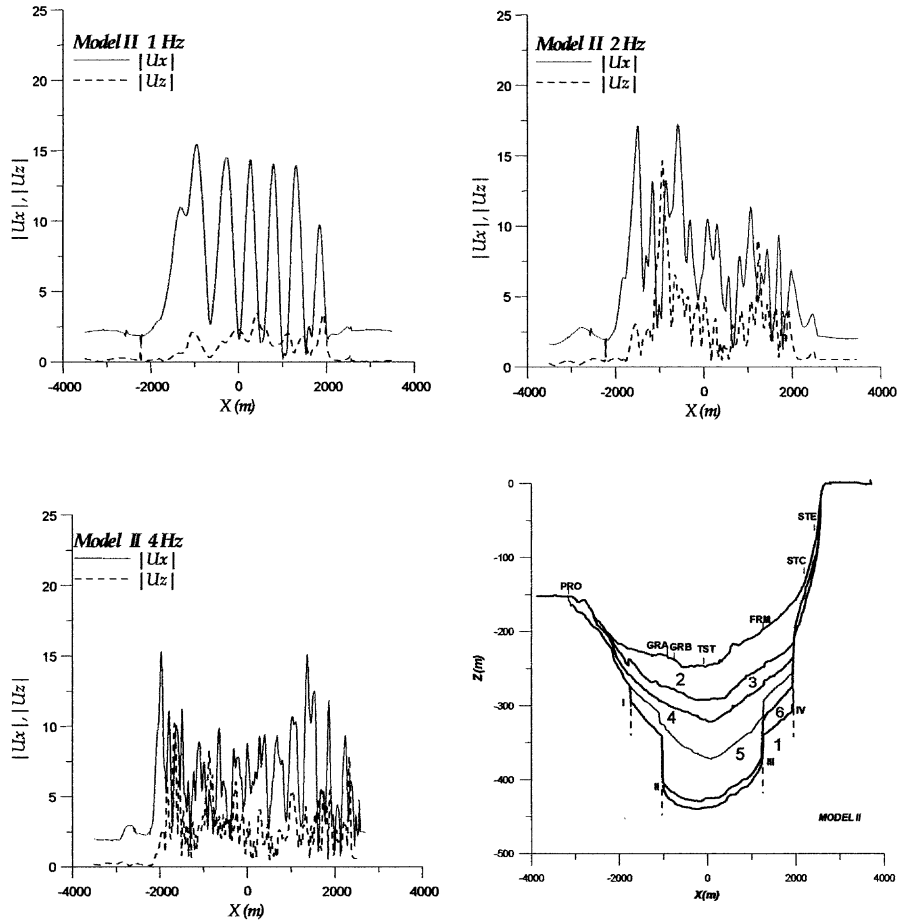 Model II 1 Hz
|Ux|
|Uz|
25
20
15
10
5
0
|Ux|, |Uz|
-4000 -2000 0 2000 4000
X (m)
Model II 2 Hz
|Ux|
|Uz|
25
20
15
10
5
0
|Ux|, |Uz|
-4000 -2000 0 2000 4000
X (m)
Model II 4 Hz
|Ux|
|Uz|
25
20
15
10
5
0
|Ux|, |Uz|
-4000 -2000 0 2000 4000
X (m)
0
-100
-200
-300
-400
-500
Z(m)
STE
STC
PRO
FRM
GRA GRB TST
2 3
4 6
I IV
5 1
III
II
MODEL II
-4000 -2000 0 2000 4000
X(m)